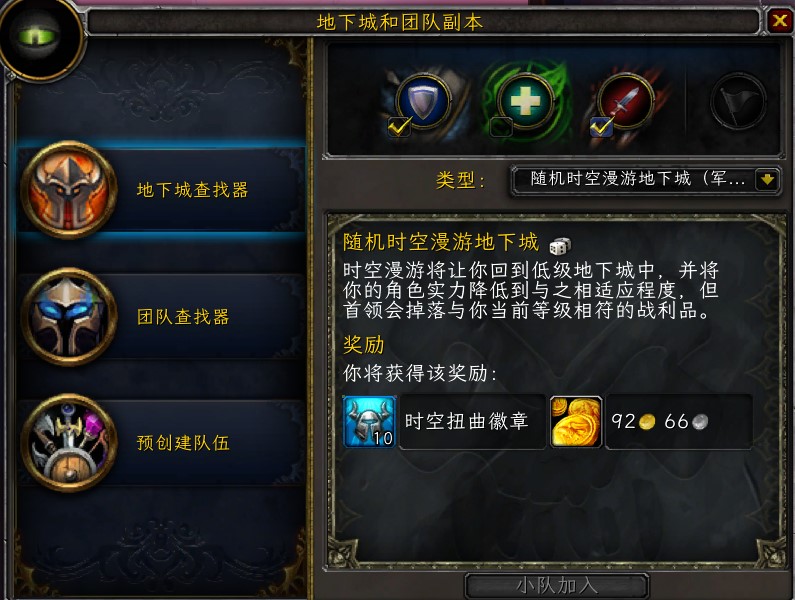 地下城和团队副本
地下城查找器
团队查找器
预创建队伍
类型：
随机时空漫游地下城（军...
随机时空漫游地下城
时空漫游将让你回到低级地下城中，并将
你的角色实力降低到与之相适应程度，但
首领会掉落与你当前等级相符的战利品。
奖励
你将获得该奖励：
10
时空扭曲徽章
92 66
小队加入